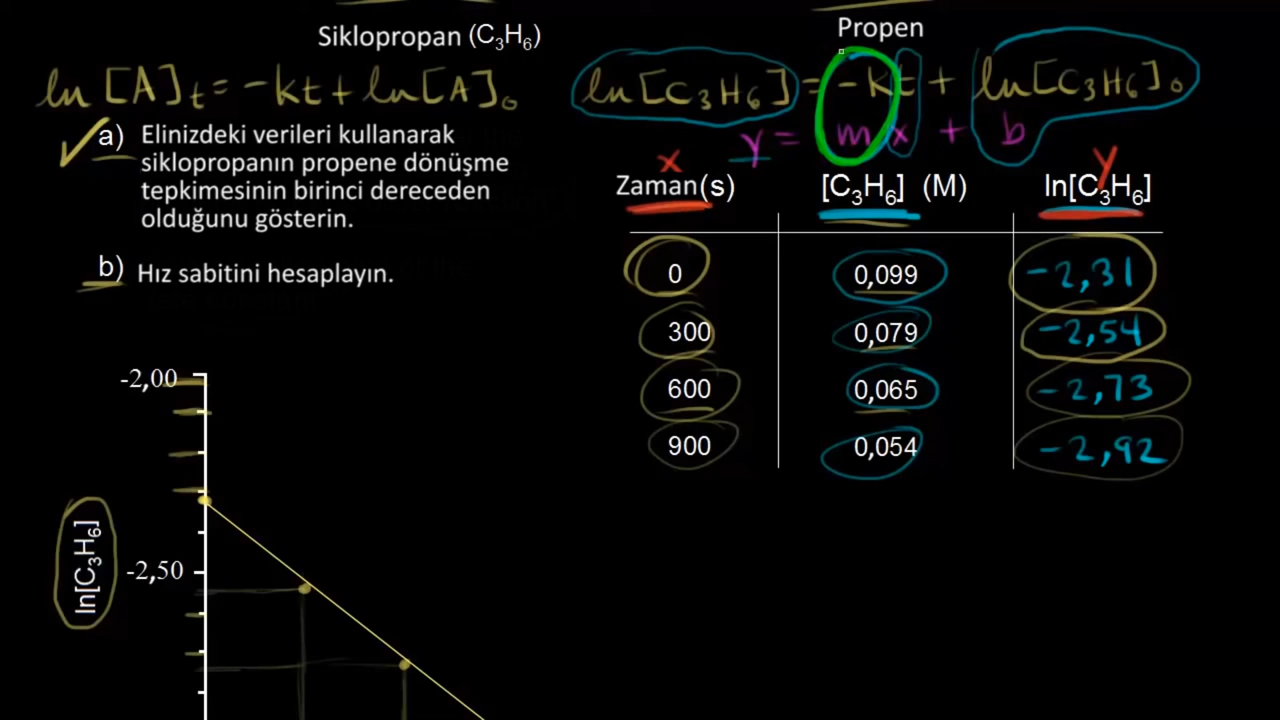 Siklopropan (C₃H₆)
Propen
ln [A]ₜ = -kt + ln [A]₀
ln [C₃H₆] = -kt + ln [C₃H₆]₀
y = mx + b
a) Elinizdeki verileri kullanarak
siklopropanın propene dönüşme
tepkimesinin birinci dereceden
olduğunu gösterin.
b) Hız sabitini hesaplayın.
x
y
Zaman (s) [C₃H₆] (M) ln[C₃H₆]
0 0,099 -2,31
300 0,079 -2,54
600 0,065 -2,73
900 0,054 -2,92
-2,00
-2,50
ln[C₃H₆]